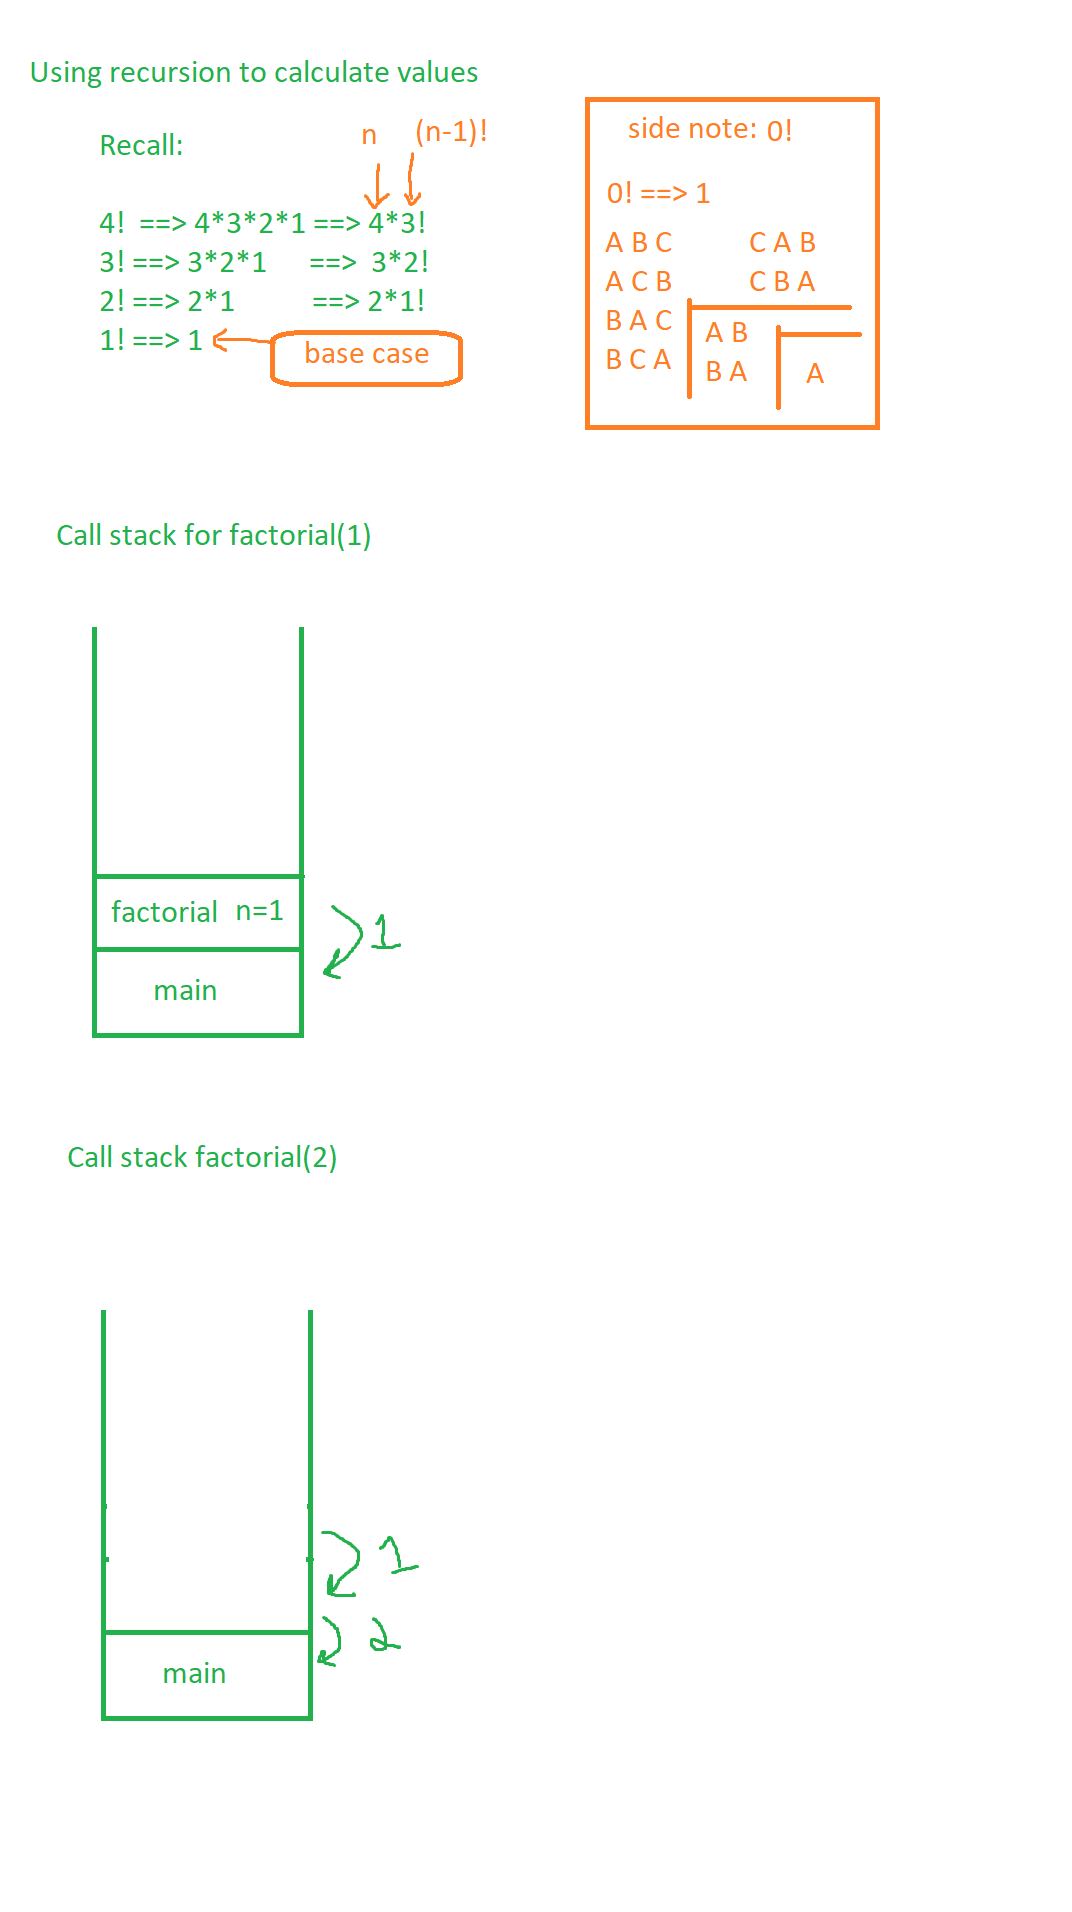 Using recursion to calculate values
Recall:
n
(n-1)!
4! ==> 4*3*2*1 ==> 4*3!
3! ==> 3*2*1 ==> 3*2!
2! ==> 2*1 ==> 2*1!
1! ==> 1
base case
side note: 0!
0! ==> 1
A B C C A B
A C B C B A
B A C
B C A
A B
B A
A
Call stack for factorial(1)
factorial n=1
1
main
Call stack factorial(2)
1
2
main